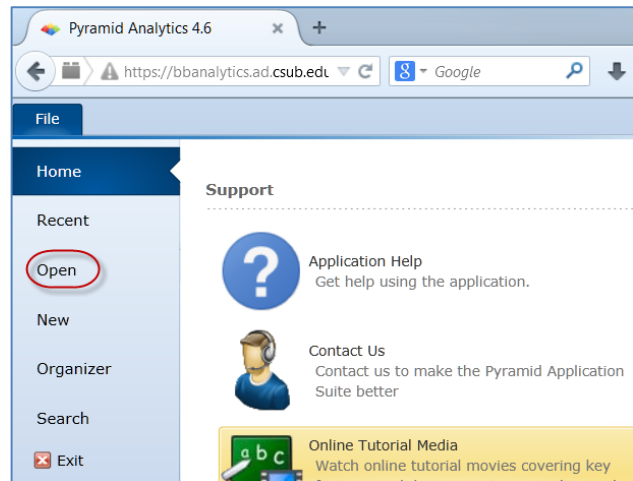 Pyramid Analytics 4.6
https://bbanalytics.ad.csub.edu
8 Google
File
Home
Support
Recent
Application Help
Open
Get help using the application.
New
Contact Us
Organizer
Contact us to make the Pyramid Application
Suite better
Search
Online Tutorial Media
a b c
Exit
Watch online tutorial movies covering key